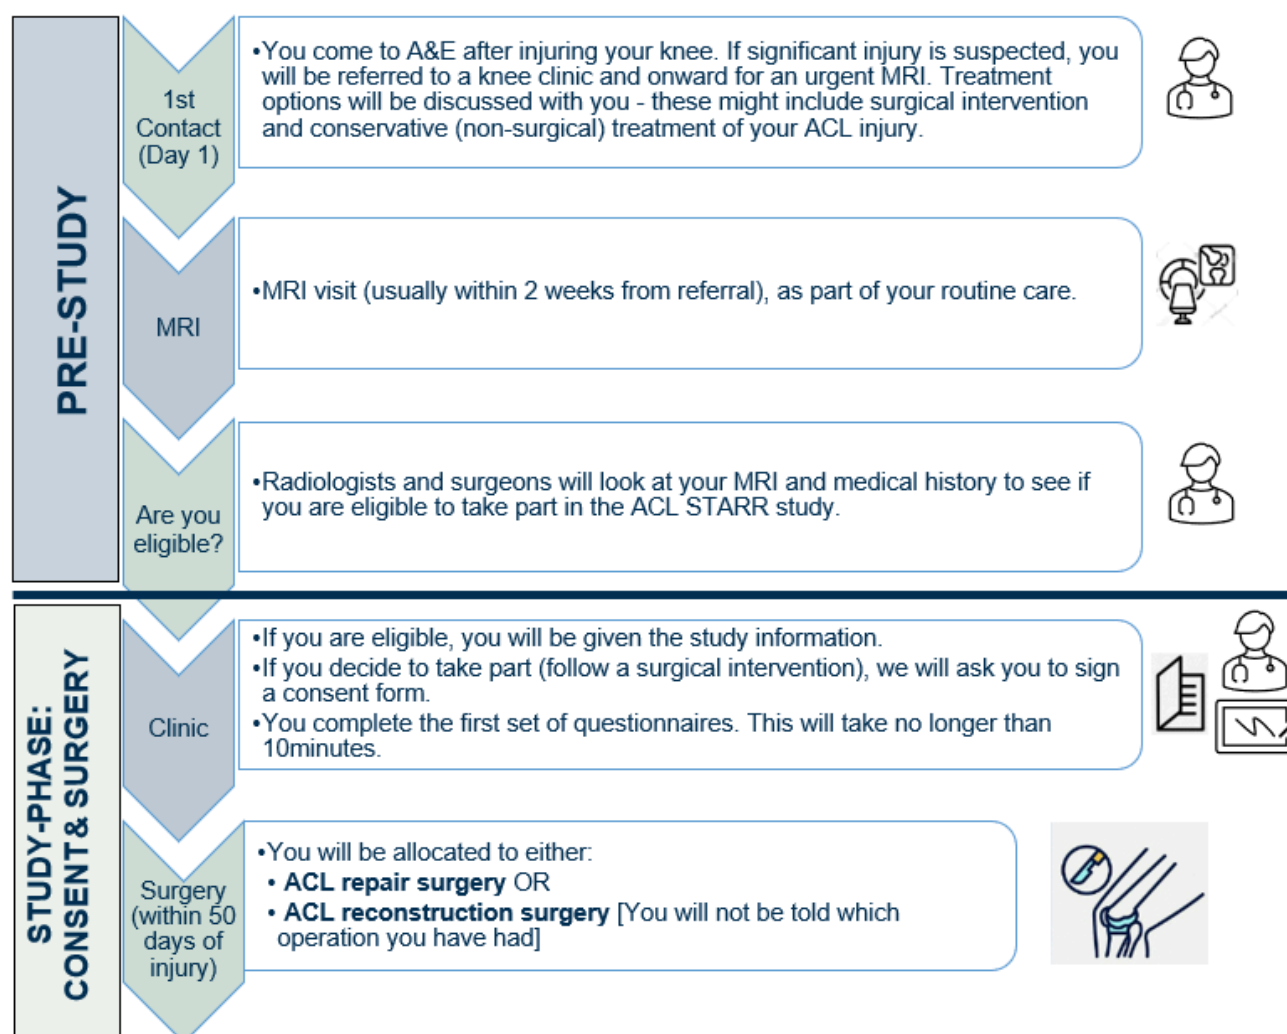 PRE-STUDY
1st
Contact
(Day 1)
•You come to A&E after injuring your knee. If significant injury is suspected, you
will be referred to a knee clinic and onward for an urgent MRI. Treatment
options will be discussed with you - these might include surgical intervention
and conservative (non-surgical) treatment of your ACL injury.
MRI
•MRI visit (usually within 2 weeks from referral), as part of your routine care.
Are you
eligible?
•Radiologists and surgeons will look at your MRI and medical history to see if
you are eligible to take part in the ACL STARR study.
STUDY-PHASE:
CONSENT & SURGERY
Clinic
•If you are eligible, you will be given the study information.
•If you decide to take part (follow a surgical intervention), we will ask you to sign
a consent form.
•You complete the first set of questionnaires. This will take no longer than
10minutes.
Surgery
(within 50
days of
injury)
•You will be allocated to either:
• ACL repair surgery OR
• ACL reconstruction surgery [You will not be told which
operation you have had]